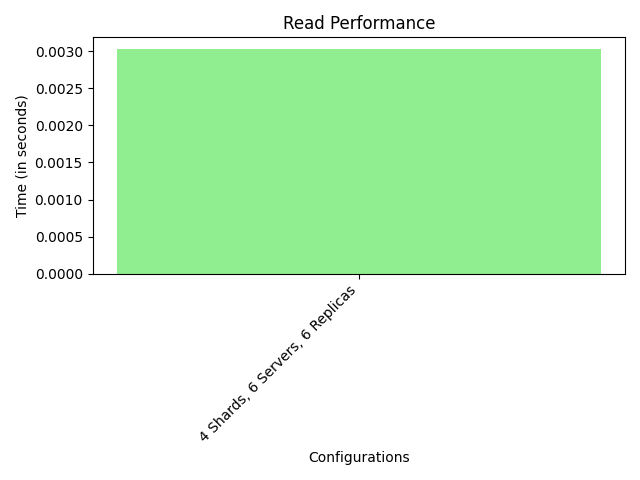 Read Performance
Time (in seconds)
0.0030
0.0025
0.0020
0.0015
0.0010
0.0005
0.0000
4 Shards, 6 Servers, 6 Replicas
Configurations